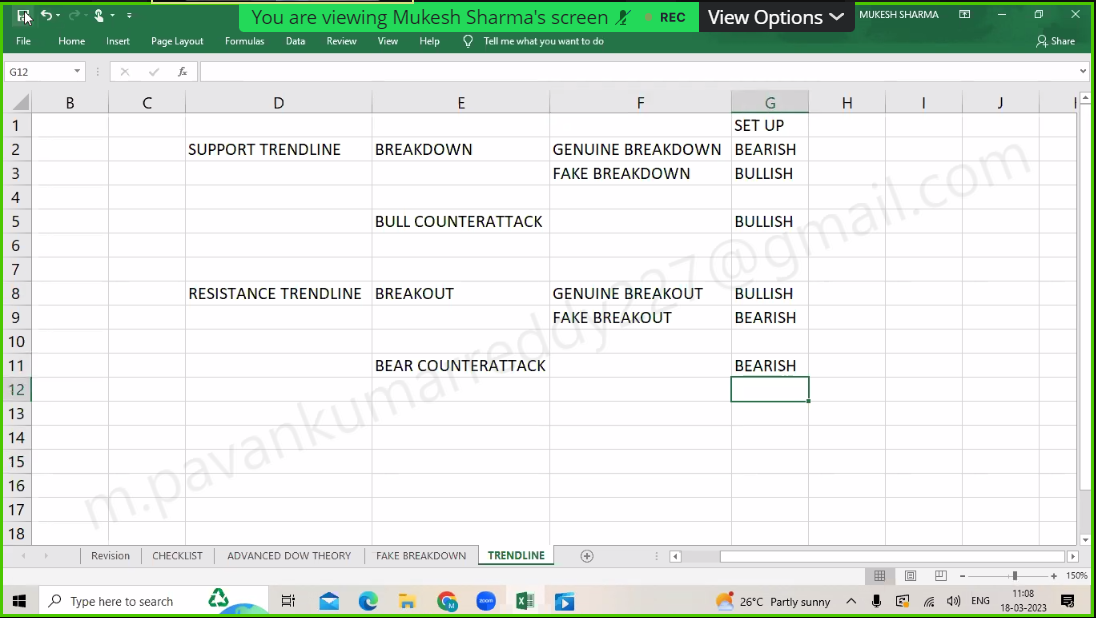 You are viewing Mukesh Sharma's screen
REC
View Options
MUKESH SHARMA
File Home Insert Page Layout Formulas Data Review View Help Tell me what you want to do Share
G12 fx
B C D E F G H I J
1 SET UP
2 SUPPORT TRENDLINE BREAKDOWN GENUINE BREAKDOWN BEARISH
3 FAKE BREAKDOWN BULLISH
4
5 BULL COUNTERATTACK BULLISH
6
7
8 RESISTANCE TRENDLINE BREAKOUT GENUINE BREAKOUT BULLISH
9 FAKE BREAKOUT BEARISH
10
11 BEAR COUNTERATTACK BEARISH
12
13
14
15
16
17
18
m.pavankumarreddy227@gmail.com
Revision CHECKLIST ADVANCED DOW THEORY FAKE BREAKDOWN TRENDLINE
150%
Type here to search
zoom
26°C Partly sunny
ENG
11:08
18-03-2023